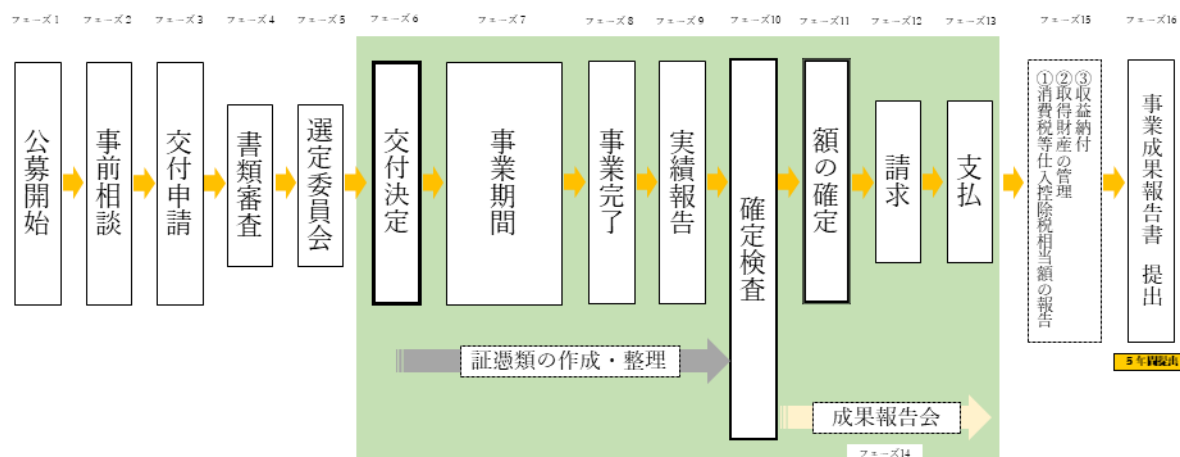 フェーズ1
フェーズ2
フェーズ3
フェーズ4
フェーズ5
フェーズ6
フェーズ7
フェーズ8
フェーズ9
フェーズ10
フェーズ11
フェーズ12
フェーズ13
フェーズ15
フェーズ16
公募開始
事前相談
交付申請
書類審査
選定委員会
交付決定
事業期間
事業完了
実績報告
確定検査
額の確定
請求
支払
③収益納付
②取得財産の管理
①消費税等仕入控除税相当額の報告
事業成果報告書 提出
5年間提出
証憑類の作成・整理
成果報告会
フェーズ14